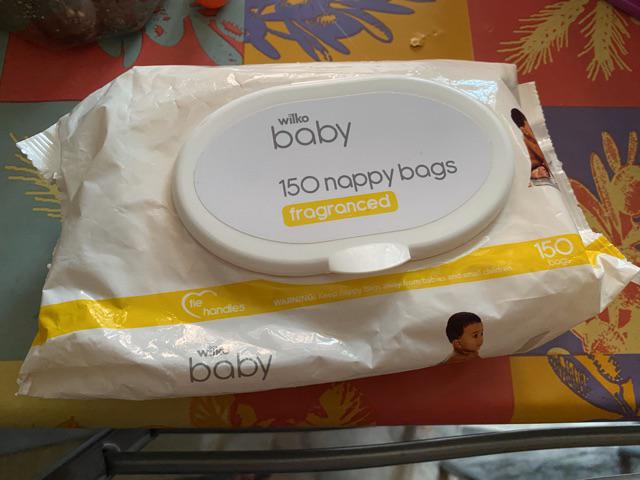 wilko
baby
150 nappy bags
fragranced
150
bags
tie
handles
WARNING: Keep nappy bags away from babies and small children.
wilko
baby